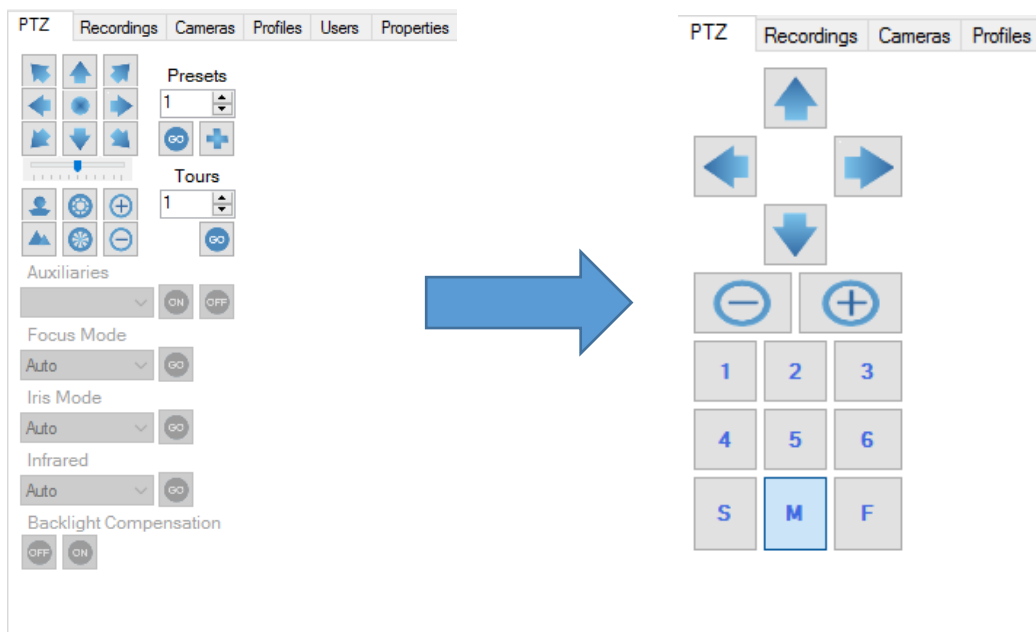 PTZ Recordings Cameras Profiles Users Properties
Presets
1
GO
Tours
1
GO
Auxiliaries
ON OFF
Focus Mode
Auto GO
Iris Mode
Auto GO
Infrared
Auto GO
Backlight Compensation
OFF ON
PTZ Recordings Cameras Profiles
1 2 3
4 5 6
S M F